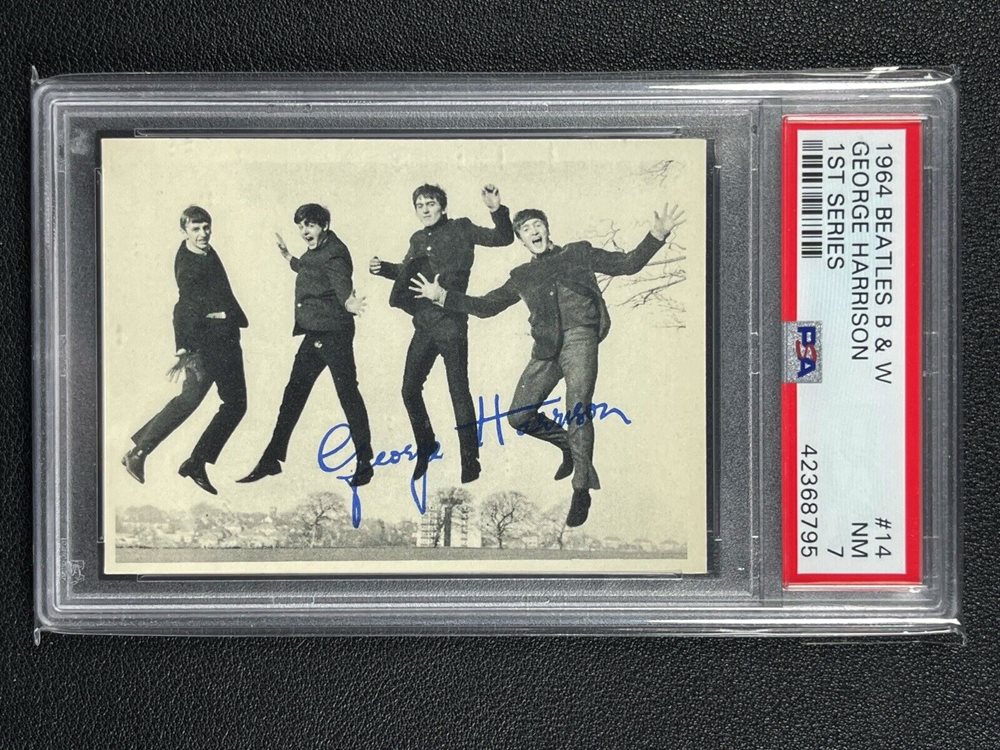 George Harrison
1964 BEATLES B & W
GEORGE HARRISON
1ST SERIES
PSA
#14
NM
7
42368795